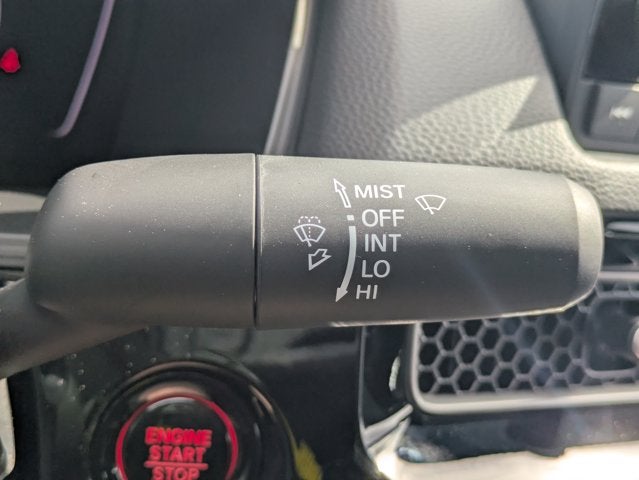 MIST
OFF
INT
LO
HI
ENGINE
START
STOP